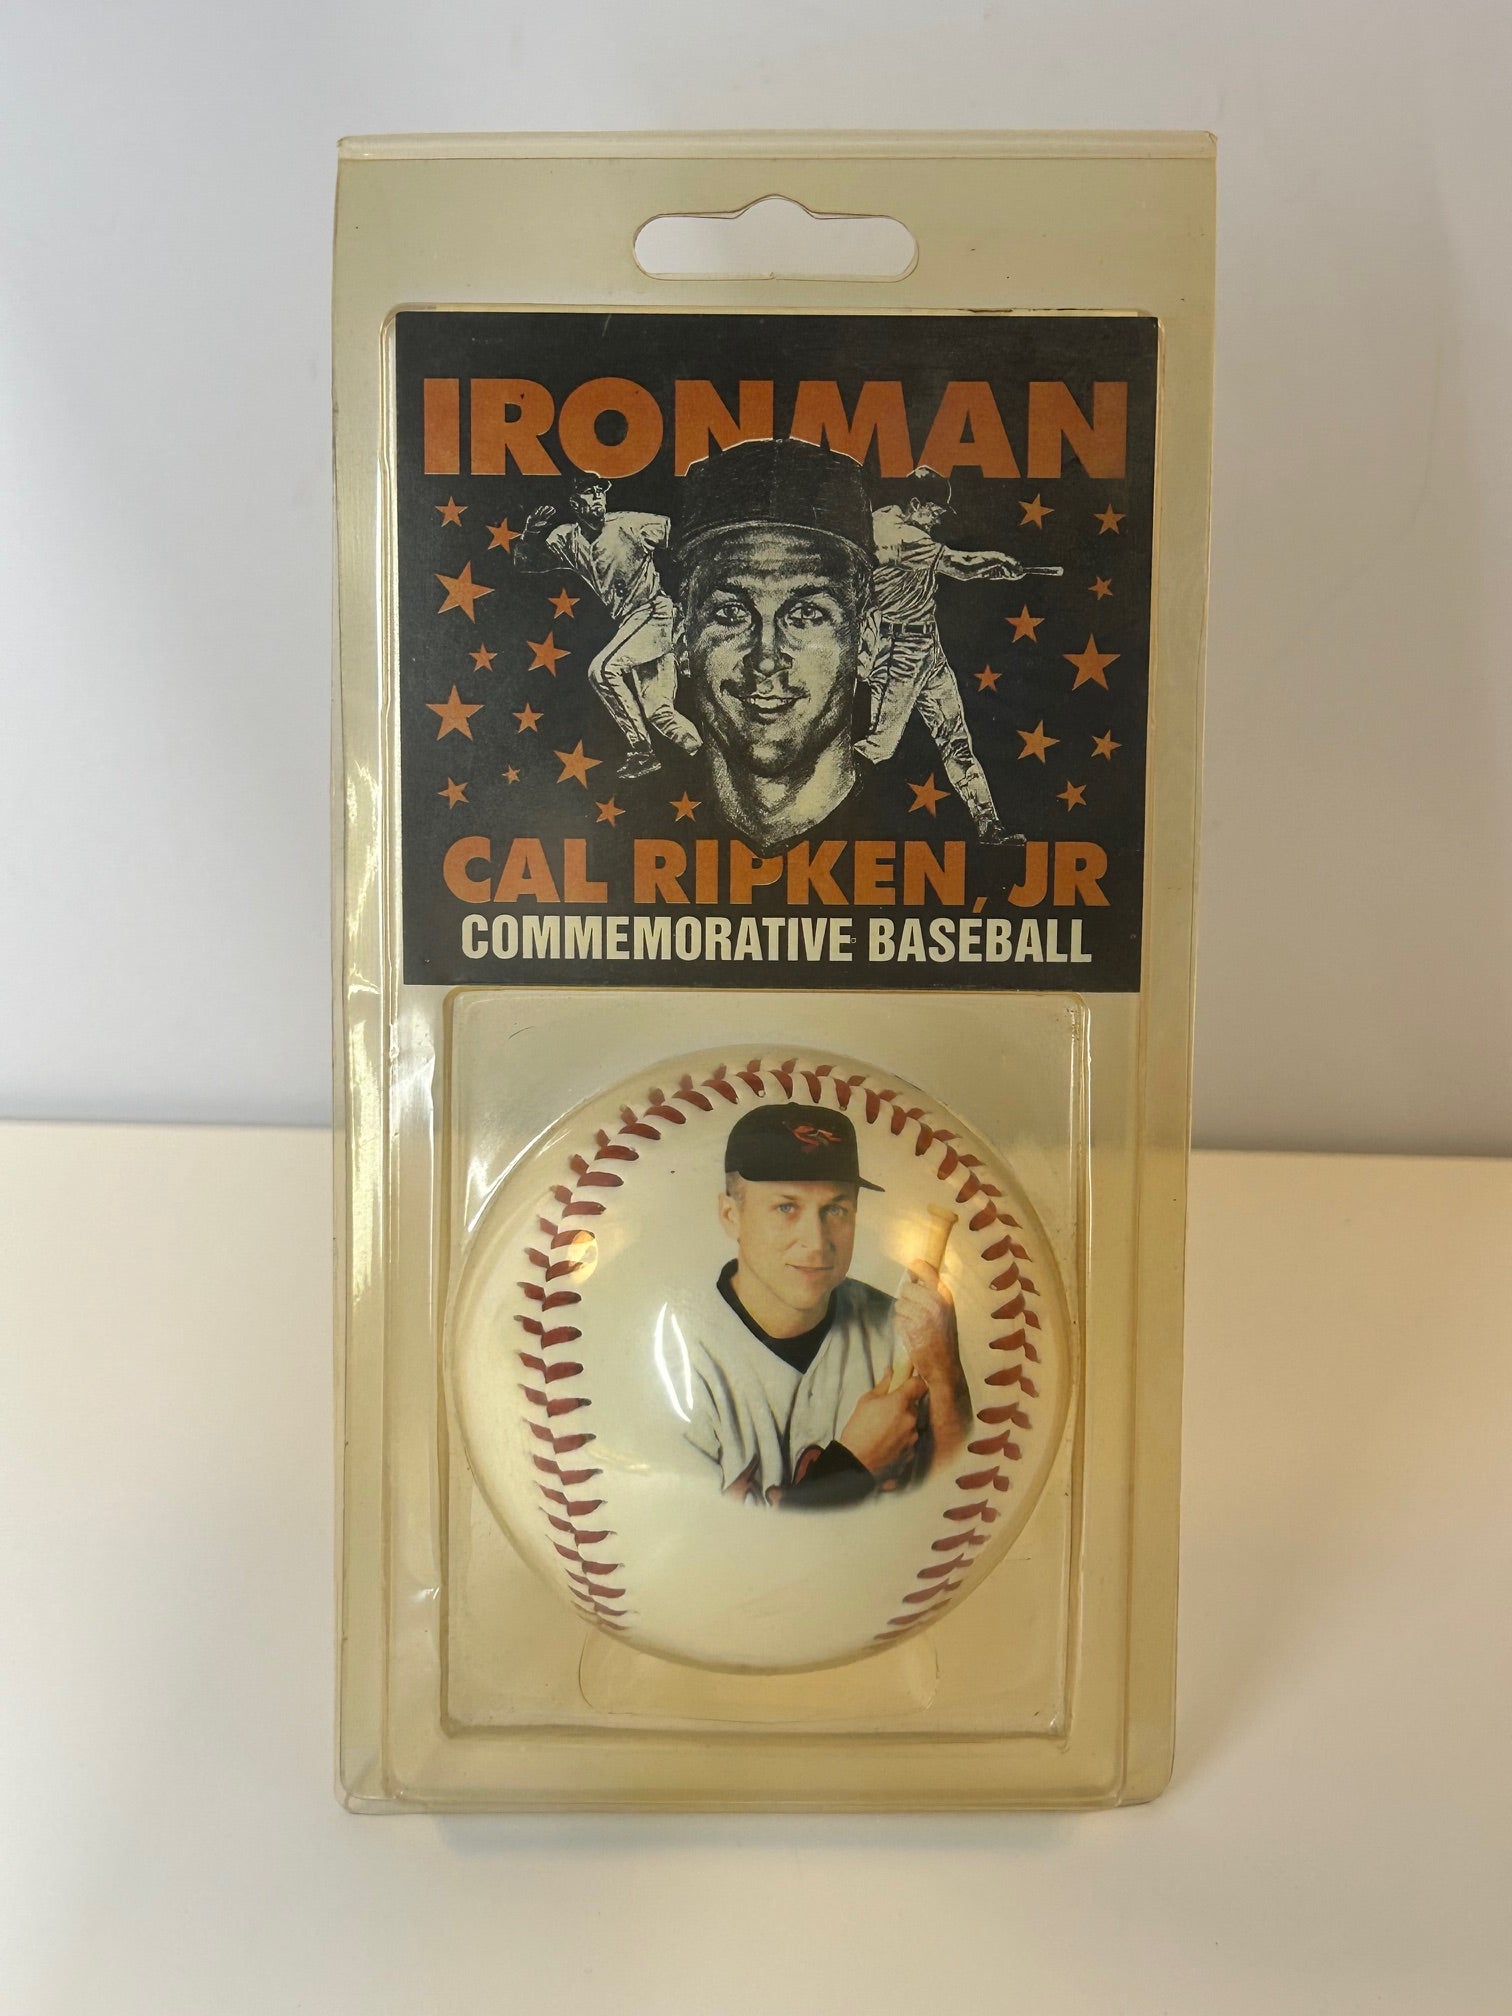 IRONMAN
CAL RIPKEN, JR
COMMEMORATIVE BASEBALL